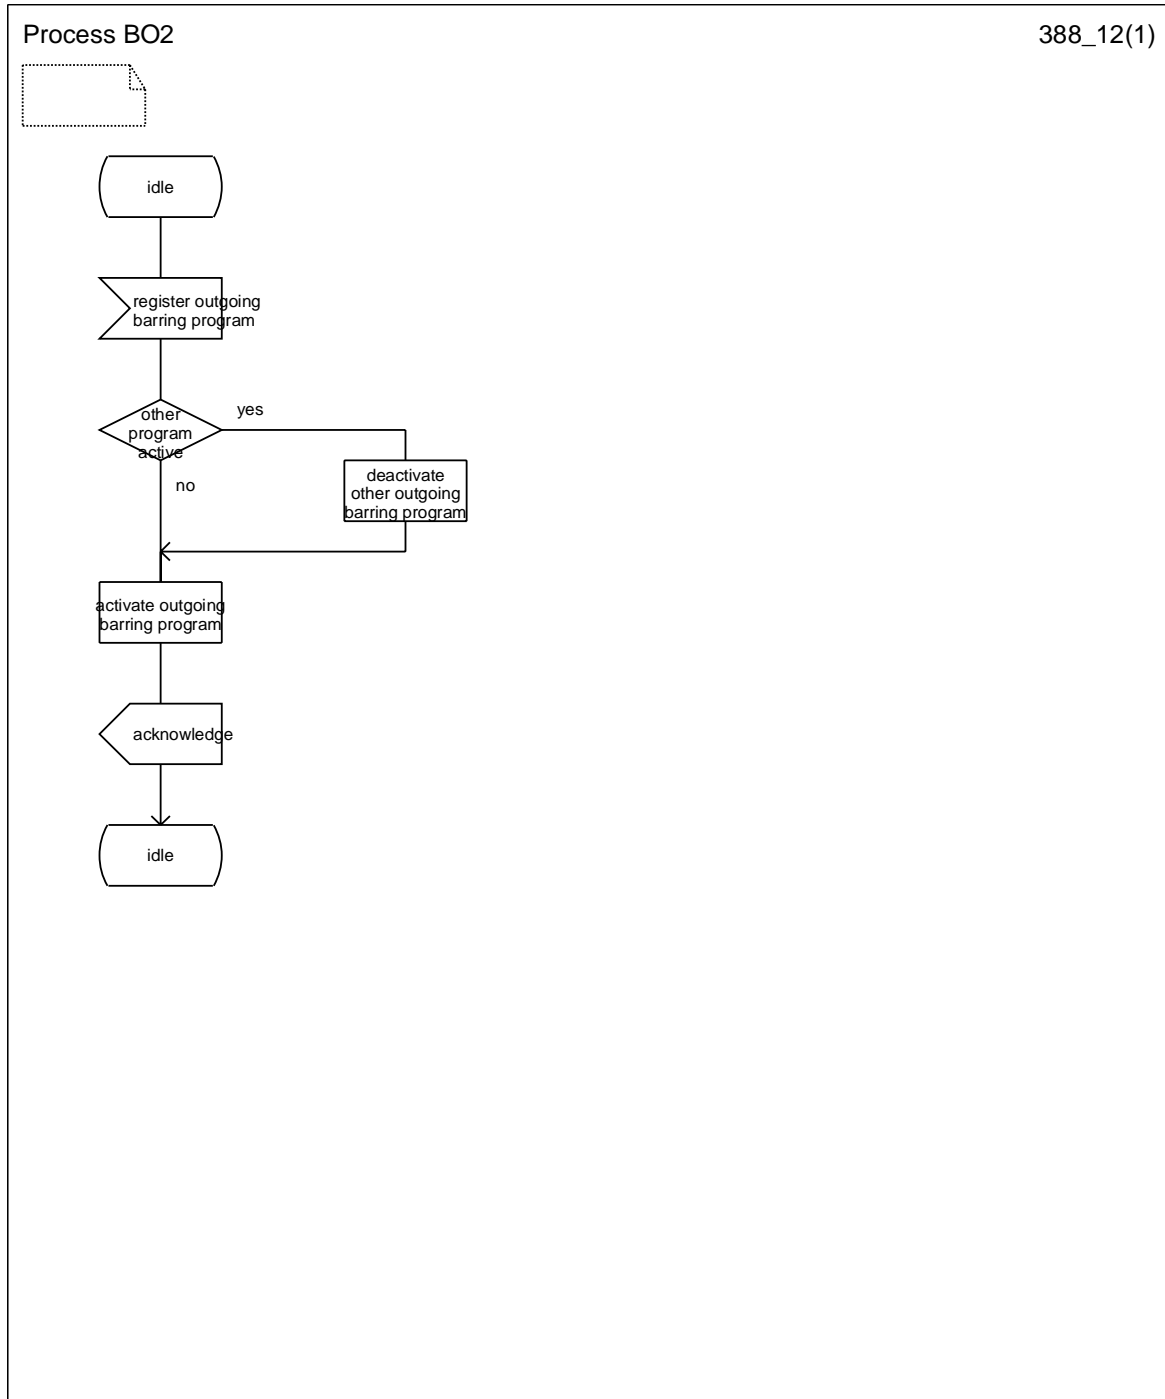 Process BO2
388_12(1)
idle
register outgoing
barring program
other
program
active
yes
no
deactivate
other outgoing
barring program
activate outgoing
barring program
acknowledge
idle